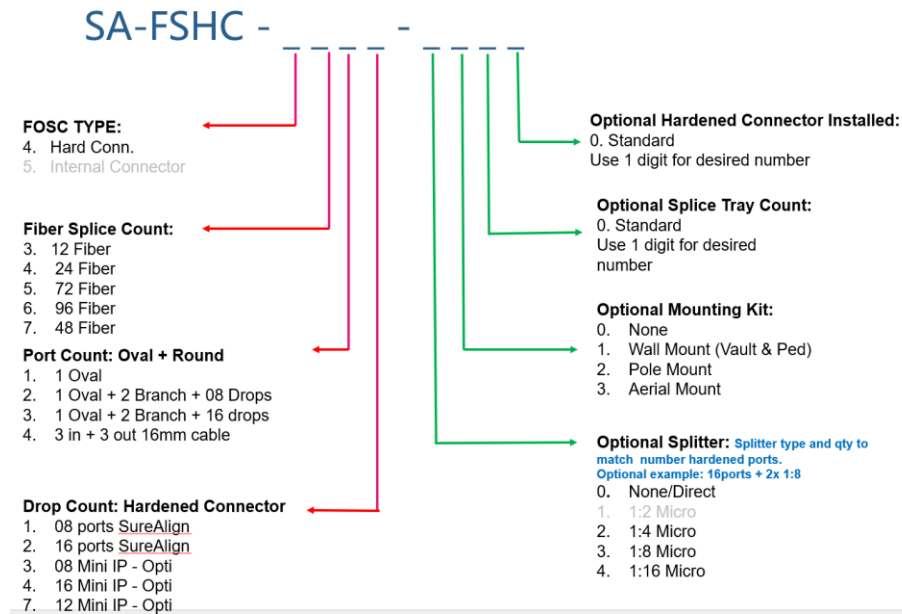 SA-FSHC - _ _ _ _ - _ _ _ _
FOSC TYPE:
4. Hard Conn.
5. Internal Connector
Fiber Splice Count:
3. 12 Fiber
4. 24 Fiber
5. 72 Fiber
6. 96 Fiber
7. 48 Fiber
Port Count: Oval + Round
1. 1 Oval
2. 1 Oval + 2 Branch + 08 Drops
3. 1 Oval + 2 Branch + 16 drops
4. 3 in + 3 out 16mm cable
Drop Count: Hardened Connector
1. 08 ports SureAlign
2. 16 ports SureAlign
3. 08 Mini IP - Opti
4. 16 Mini IP - Opti
7. 12 Mini IP - Opti
Optional Hardened Connector Installed:
0. Standard
Use 1 digit for desired number
Optional Splice Tray Count:
0. Standard
Use 1 digit for desired
number
Optional Mounting Kit:
0. None
1. Wall Mount (Vault & Ped)
2. Pole Mount
3. Aerial Mount
Optional Splitter: Splitter type and qty to
match number hardened ports.
Optional example: 16ports + 2x 1:8
0. None/Direct
1. 1:2 Micro
2. 1:4 Micro
3. 1:8 Micro
4. 1:16 Micro